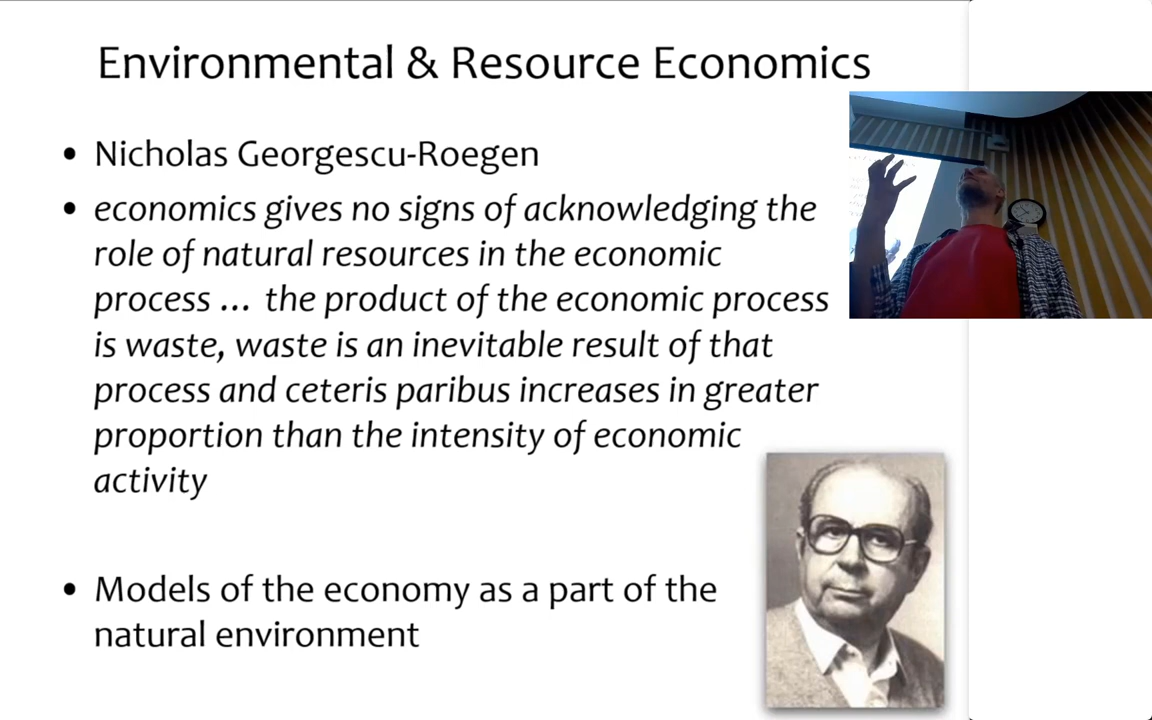 Environmental & Resource Economics
• Nicholas Georgescu-Roegen
• economics gives no signs of acknowledging the
role of natural resources in the economic
process ... the product of the economic process
is waste, waste is an inevitable result of that
process and ceteris paribus increases in greater
proportion than the intensity of economic
activity
• Models of the economy as a part of the
natural environment